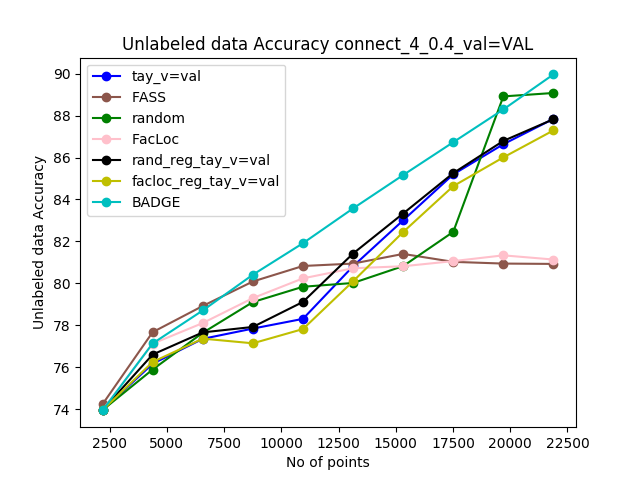 Unlabeled data Accuracy connect_4_0.4_val=VAL
90
88
86
84
82
80
78
76
74
Unlabeled data Accuracy
tay_v=val
FASS
random
FacLoc
rand_reg_tay_v=val
facloc_reg_tay_v=val
BADGE
2500 5000 7500 10000 12500 15000 17500 20000 22500
No of points